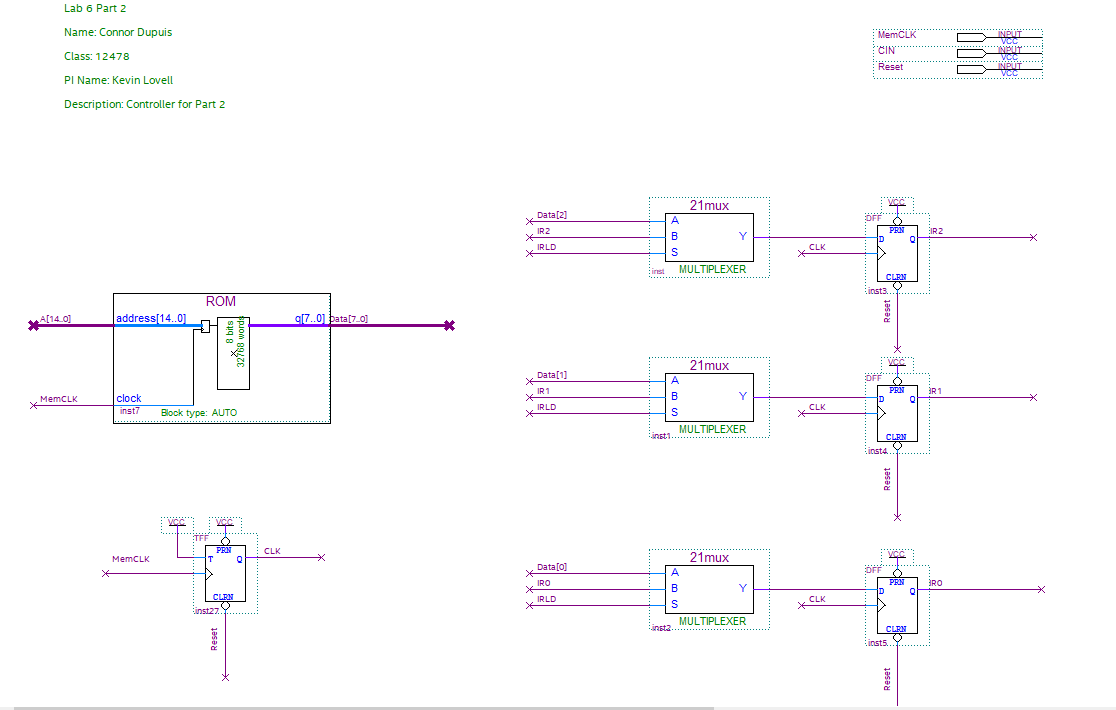 Lab 6 Part 2
Name: Connor Dupuis
Class: 12478
PI Name: Kevin Lovell
Description: Controller for Part 2
MemCLK INPUT VCC
CIN INPUT VCC
Reset INPUT VCC
ROM
A[14..0] address[14..0] q[7..0] Data[7..0]
8 bits
32768 words
MemCLK clock
inst7 Block type: AUTO
VCC VCC
TFF
PRN
MemCLK T Q CLK
CLRN
inst27
Reset
21mux
Data[2] A
IR2 B Y
IRLD S
inst MULTIPLEXER
VCC
DFF
PRN
D Q IR2
CLK
CLRN
inst3
Reset
21mux
Data[1] A
IR1 B Y
IRLD S
inst1 MULTIPLEXER
VCC
DFF
PRN
D Q IR1
CLK
CLRN
inst4
Reset
21mux
Data[0] A
IR0 B Y
IRLD S
inst2 MULTIPLEXER
VCC
DFF
PRN
D Q IR0
CLK
CLRN
inst5
Reset